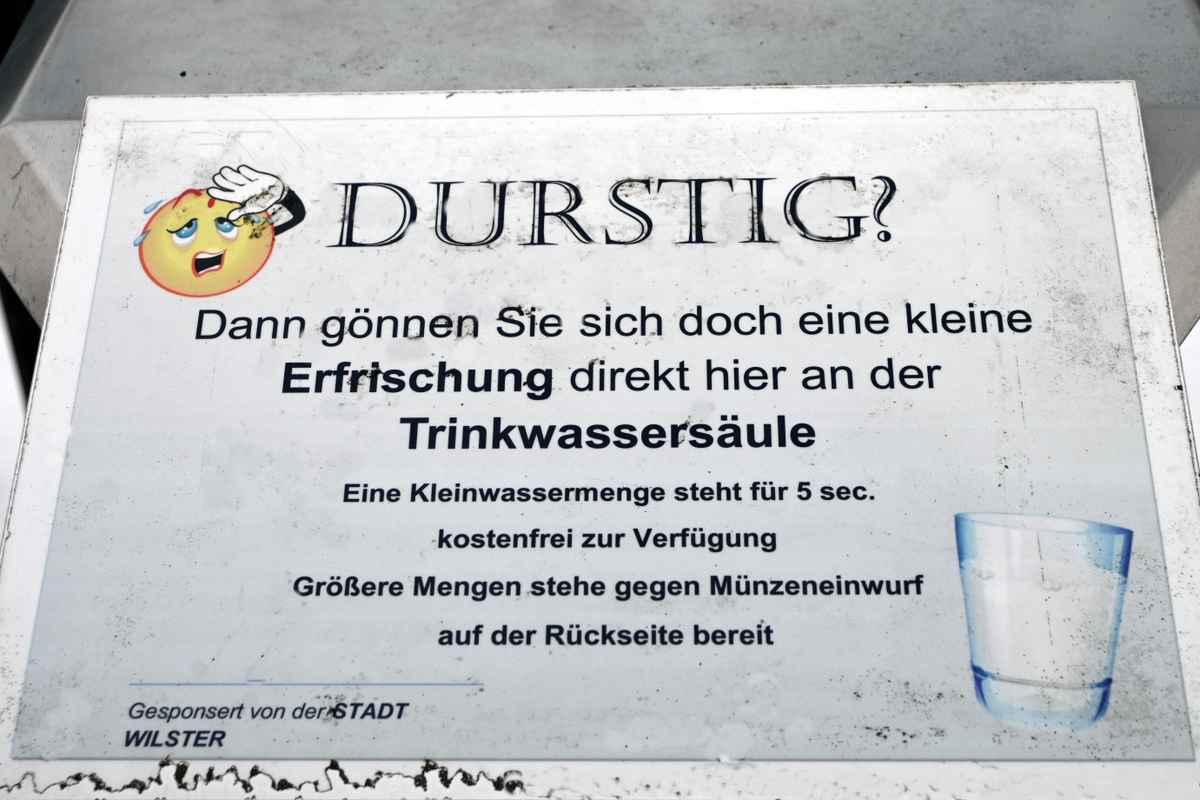 DURSTIG?
Dann gönnen Sie sich doch eine kleine
Erfrischung direkt hier an der
Trinkwassersäule
Eine Kleinwassermenge steht für 5 sec.
kostenfrei zur Verfügung
Größere Mengen stehe gegen Münzeneinwurf
auf der Rückseite bereit
Gesponsert von der STADT
WILSTER